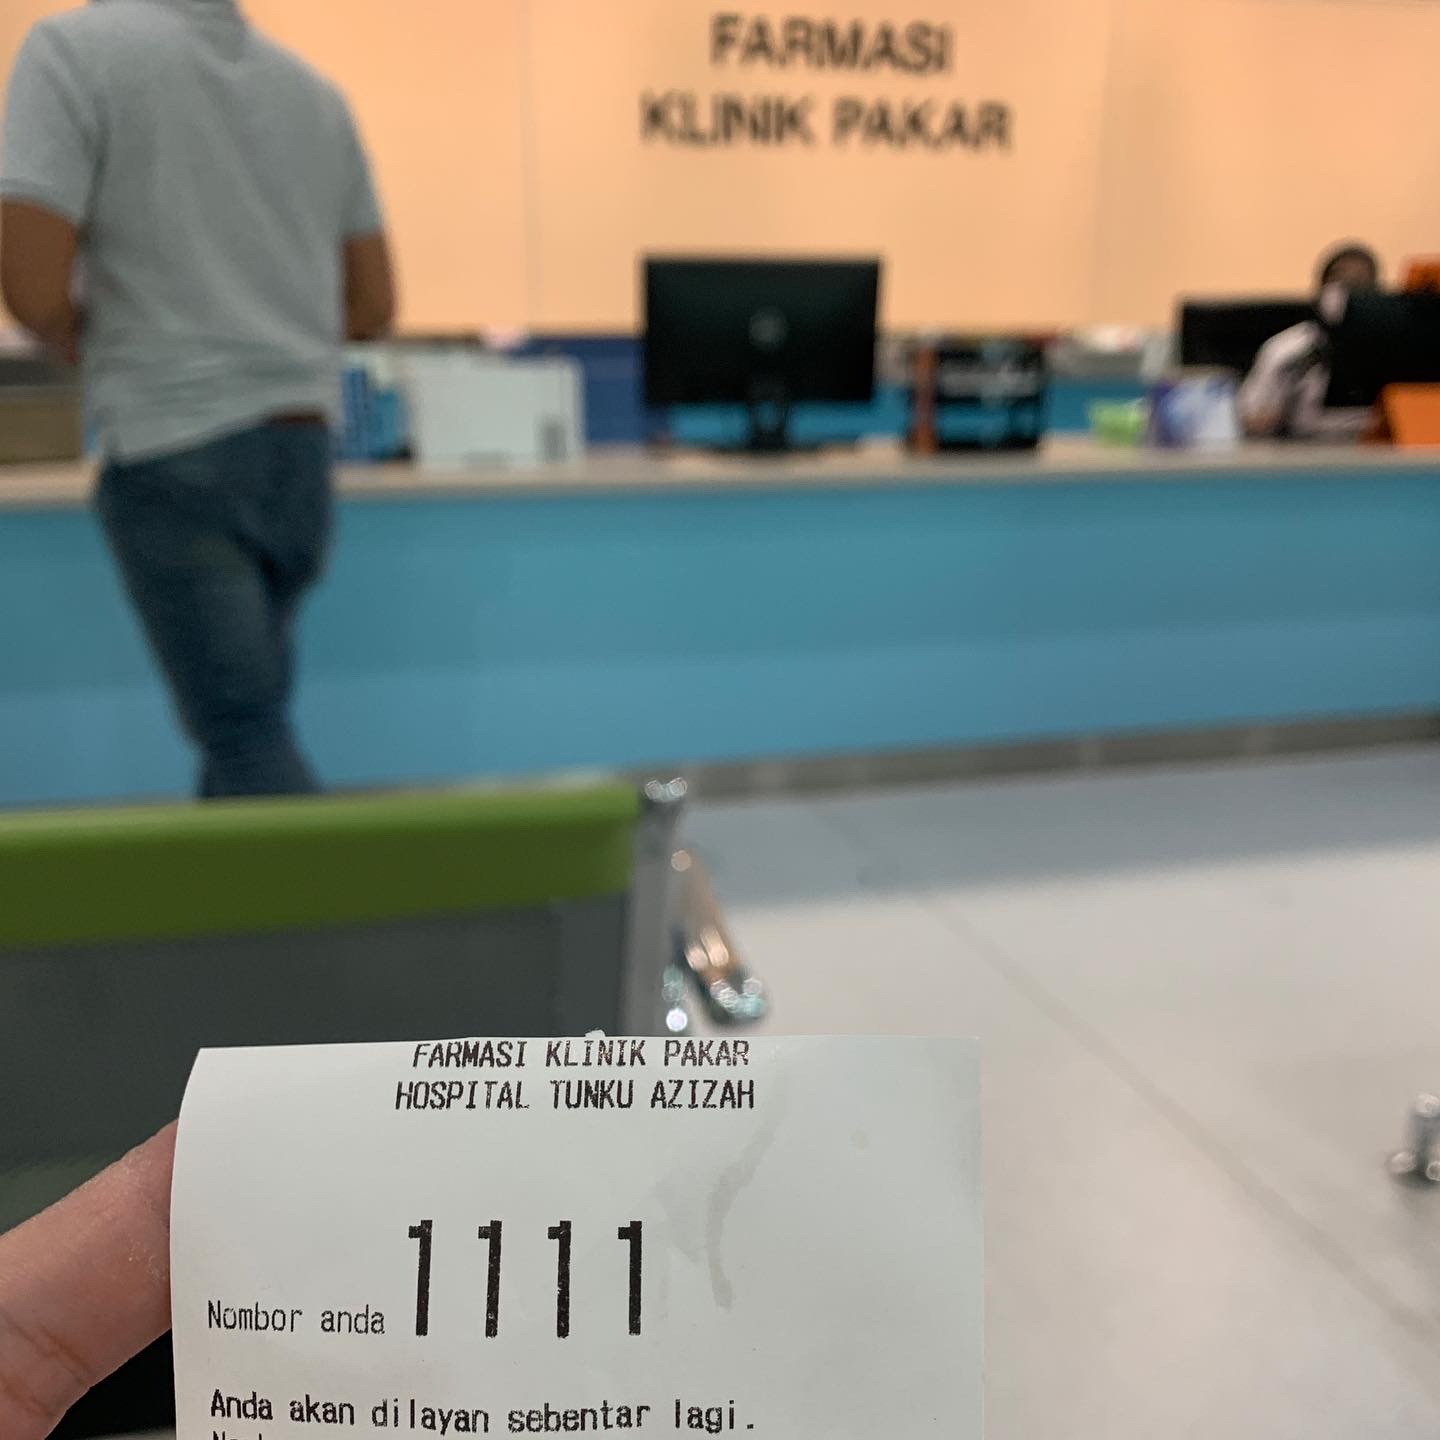 FARMASI
KLINIK PAKAR
FARMASI KLINIK PAKAR
HOSPITAL TUNKU AZIZAH
Nombor anda 1111
Anda akan dilayan sebentar lagi.